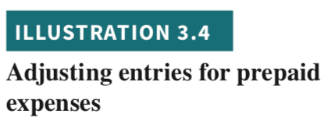 ILLUSTRATION 3.4
Adjusting entries for prepaid
expenses